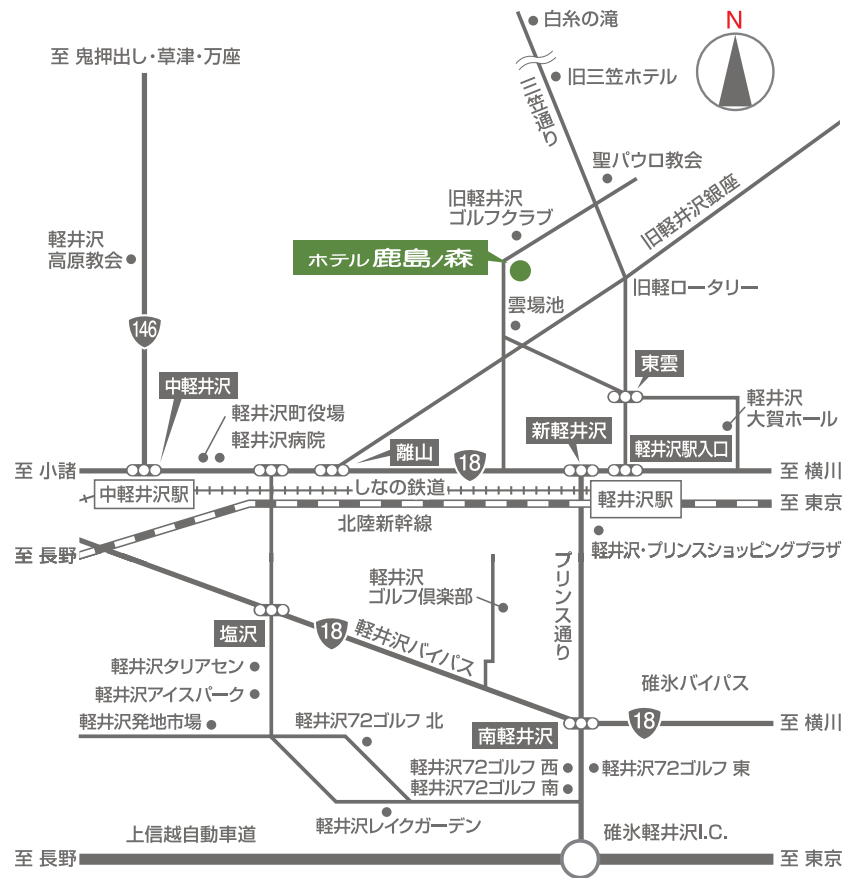 白糸の滝
N
至 鬼押出し・草津・万座
旧三笠ホテル
三笠通り
聖パウロ教会
旧軽井沢
ゴルフクラブ
旧軽井沢銀座
軽井沢
高原教会
ホテル 鹿島ノ森
旧軽ロータリー
雲場池
146
東雲
中軽井沢
軽井沢
大賀ホール
軽井沢町役場
軽井沢病院
離山
新軽井沢
軽井沢駅入口
至 小諸
18
至 横川
中軽井沢駅
しなの鉄道
軽井沢駅
至 東京
北陸新幹線
至 長野
軽井沢・プリンスショッピングプラザ
プリンス通り
軽井沢
ゴルフ倶楽部
塩沢
18
軽井沢バイパス
軽井沢タリアセン
軽井沢アイスパーク
碓氷バイパス
軽井沢発地市場
軽井沢72ゴルフ 北
南軽井沢
18
至 横川
軽井沢72ゴルフ 西
軽井沢72ゴルフ 東
軽井沢72ゴルフ 南
軽井沢レイクガーデン
上信越自動車道
碓氷軽井沢I.C.
至 長野
至 東京